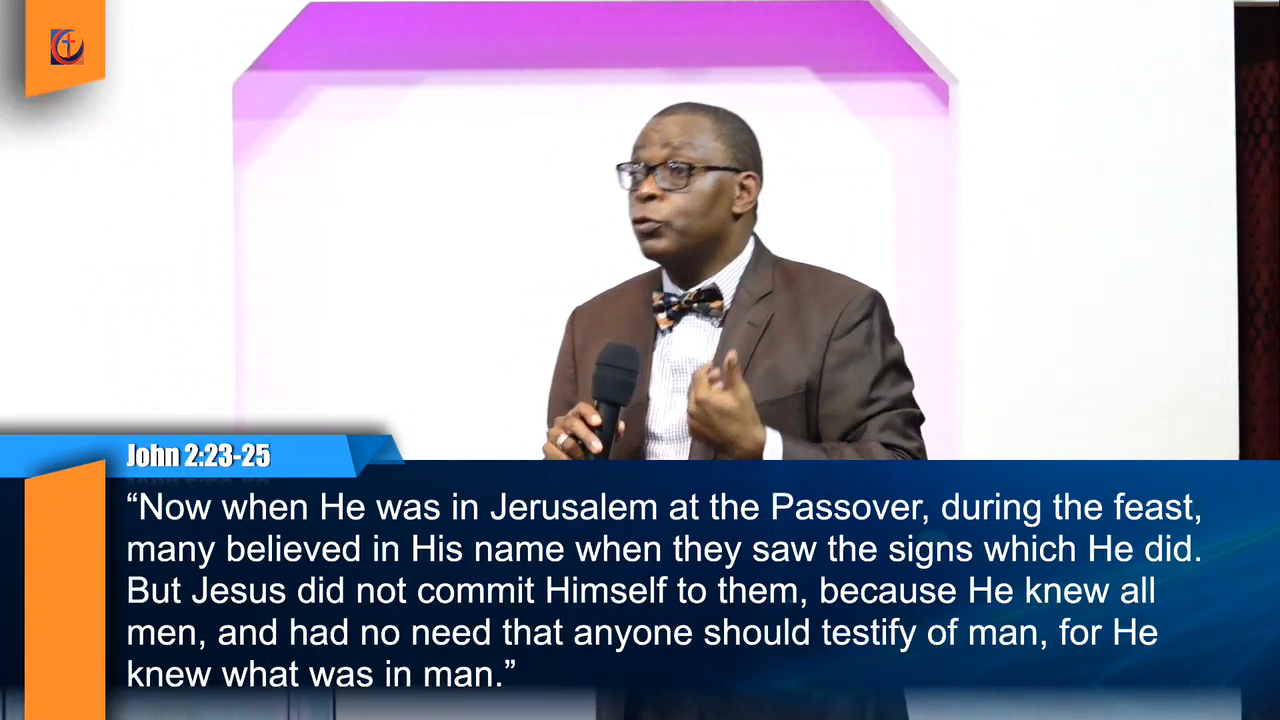 John 2:23-25
“Now when He was in Jerusalem at the Passover, during the feast,
many believed in His name when they saw the signs which He did.
But Jesus did not commit Himself to them, because He knew all
men, and had no need that anyone should testify of man, for He
knew what was in man.”